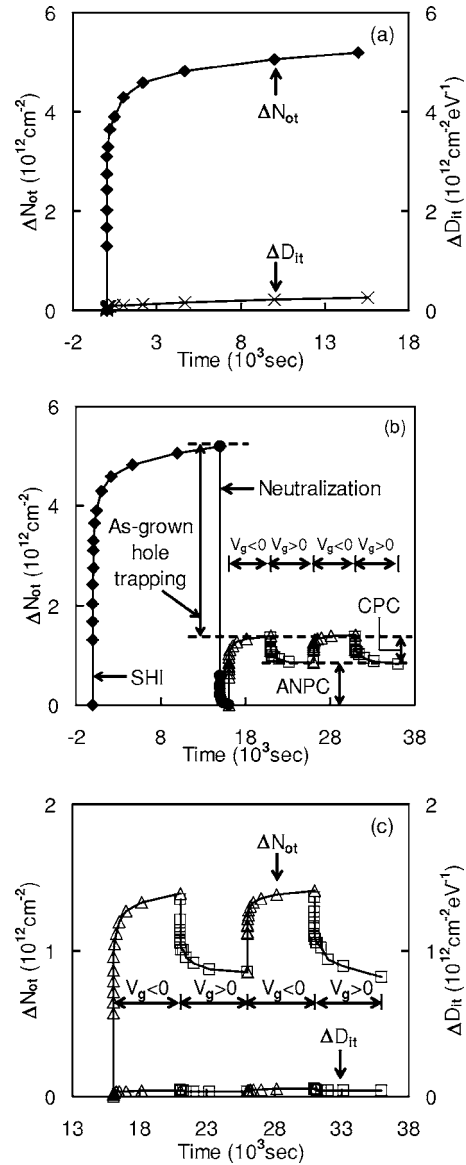 (a)
6
4
2
0
6
4
2
0
ΔNot (10¹²cm⁻²)
ΔDit (10¹²cm⁻²eV⁻¹)
ΔNot
ΔDit
-2 3 8 13 18
Time (10³sec)
(b)
6
4
2
0
ΔNot (10¹²cm⁻²)
Neutralization
As-grown
hole
trapping
Vg<0 Vg>0 Vg<0 Vg>0
CPC
SHI
ANPC
-2 8 18 28 38
Time (10³sec)
(c)
2
1
0
2
1
0
ΔNot (10¹²cm⁻²)
ΔDit (10¹²cm⁻²eV⁻¹)
ΔNot
Vg<0 Vg>0 Vg<0 Vg>0
ΔDit
13 18 23 28 33 38
Time (10³sec)